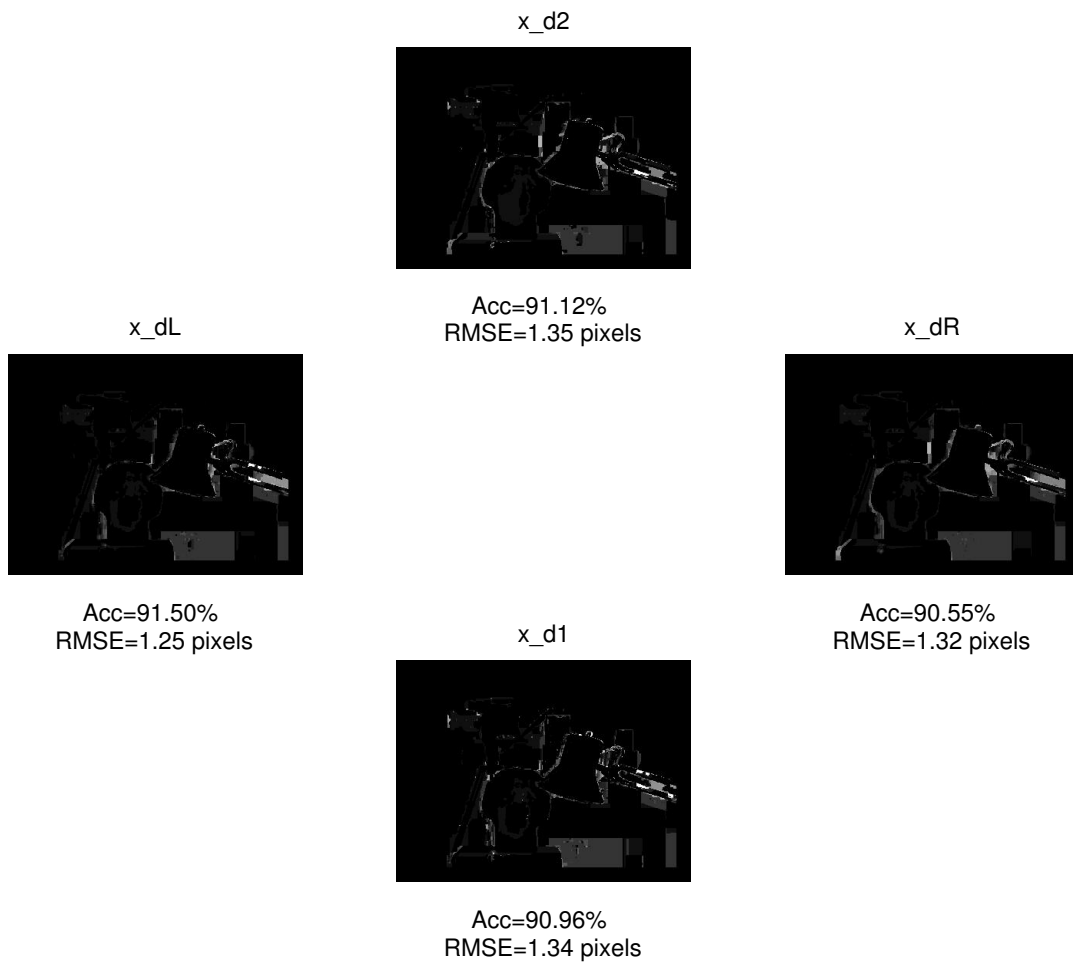 x_d2
Acc=91.12%
RMSE=1.35 pixels
x_dL
Acc=91.50%
RMSE=1.25 pixels
x_dR
Acc=90.55%
RMSE=1.32 pixels
x_d1
Acc=90.96%
RMSE=1.34 pixels